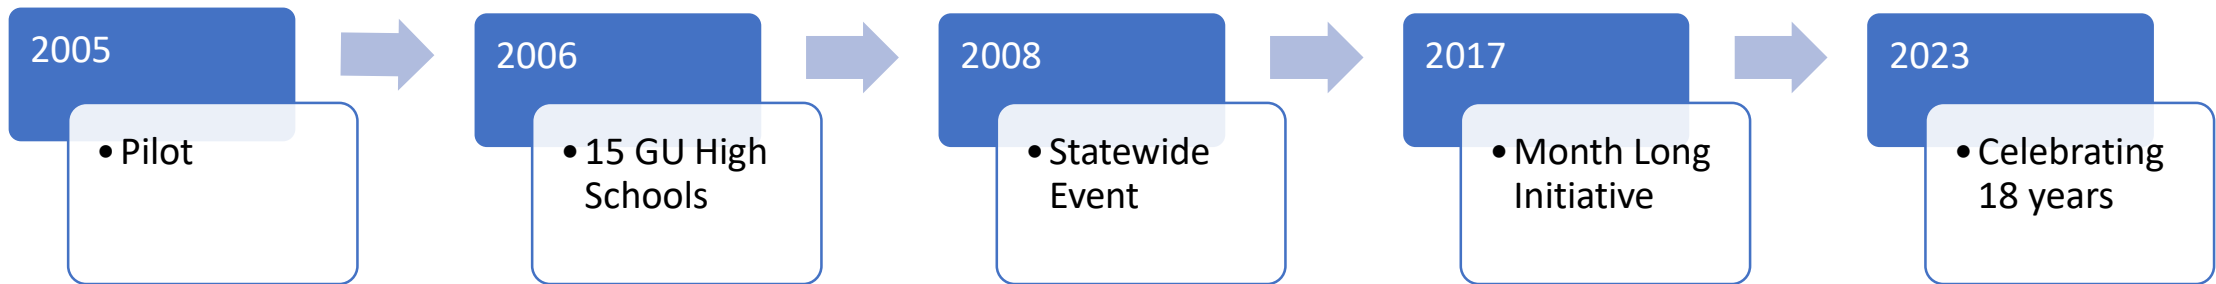 2005
• Pilot
2006
• 15 GU High
Schools
2008
• Statewide
Event
2017
• Month Long
Initiative
2023
• Celebrating
18 years